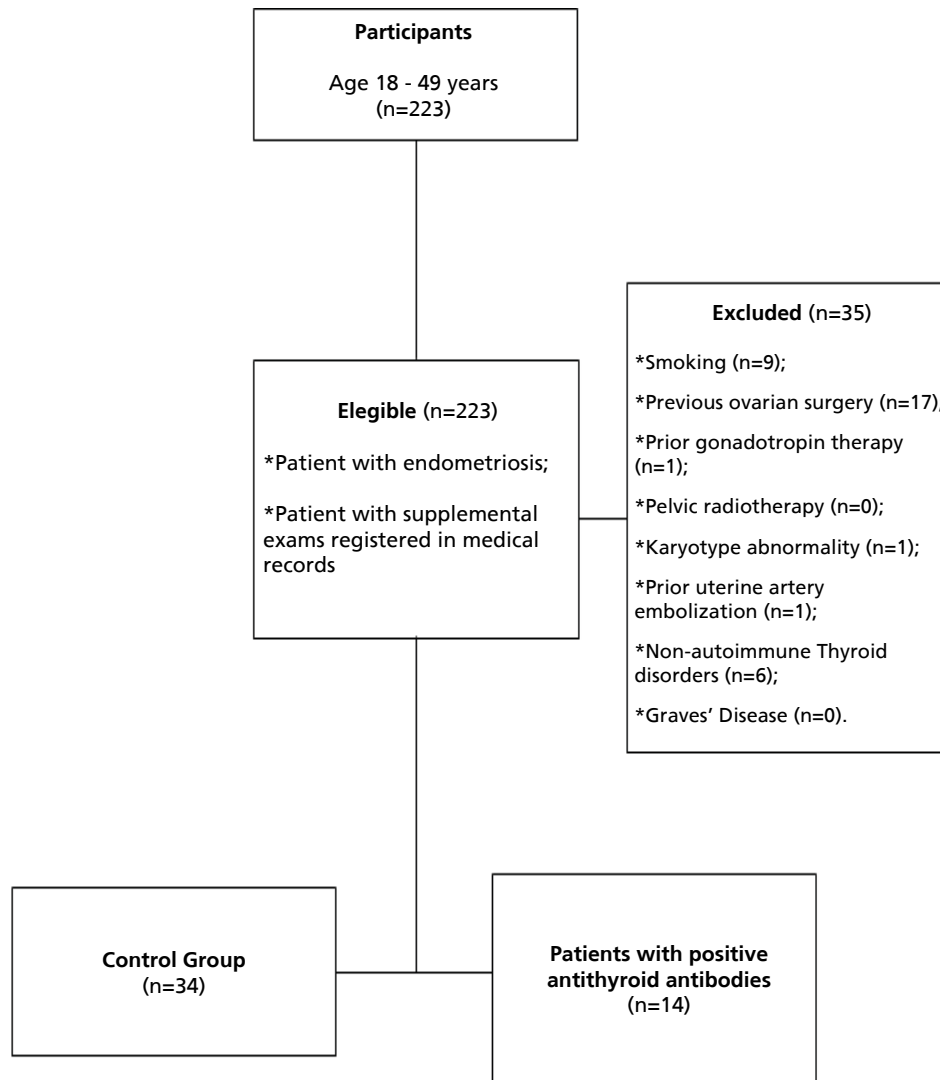 Participants
Age 18 - 49 years
(n=223)
Elegible (n=223)
*Patient with endometriosis;
*Patient with supplemental
exams registered in medical
records
Excluded (n=35)
*Smoking (n=9);
*Previous ovarian surgery (n=17);
*Prior gonadotropin therapy
(n=1);
*Pelvic radiotherapy (n=0);
*Karyotype abnormality (n=1);
*Prior uterine artery
embolization (n=1);
*Non-autoimmune Thyroid
disorders (n=6);
*Graves’ Disease (n=0).
Control Group
(n=34)
Patients with positive
antithyroid antibodies
(n=14)